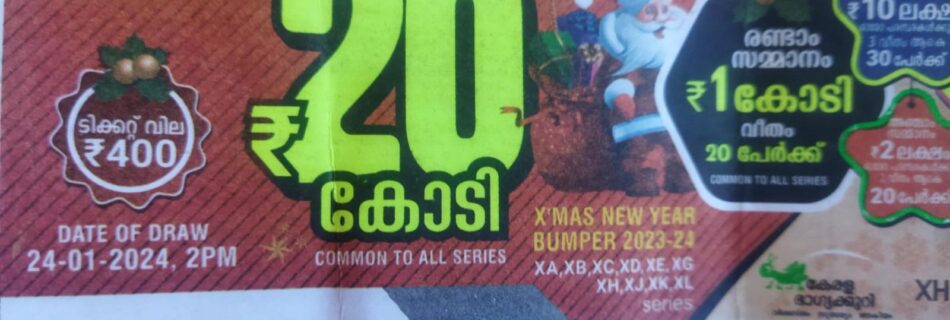 ടിക്കറ്റ് വില
₹400
DATE OF DRAW
24-01-2024, 2PM
₹20
കോടി
COMMON TO ALL SERIES
X'MAS NEW YEAR
BUMPER 2023-24
XA,XB,XC,XD,XE,XG
XH,XJ,XK,XL
series
രണ്ടാം
സമ്മാനം
₹1 കോടി
വീതം
20 പേർക്ക്
COMMON TO ALL SERIES
₹10 ലക്ഷം
30 പേർക്ക്
സമ്മാനം
₹2 ലക്ഷം
20 പേർക്ക്
കേരള
ഭാഗ്യക്കുറി
XH